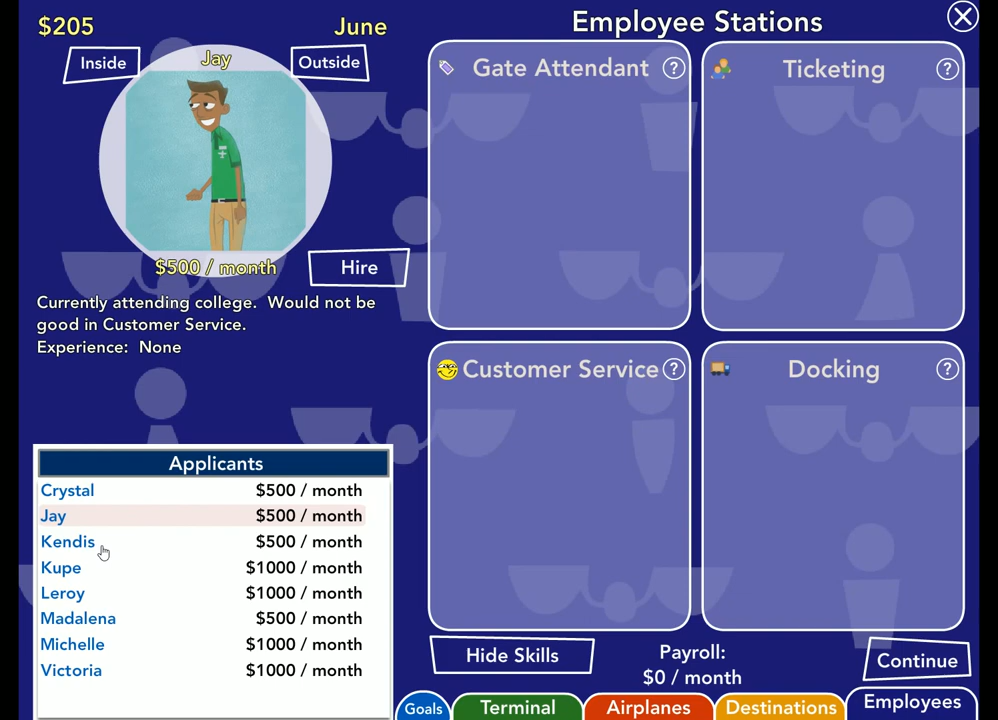 $205
June
Employee Stations
Inside
Jay
Outside
$500 / month
Hire
Currently attending college.  Would not be
good in Customer Service.
Experience:  None
Gate Attendant ?
Ticketing ?
Customer Service ?
Docking ?
Applicants
Crystal $500 / month
Jay $500 / month
Kendis $500 / month
Kupe $1000 / month
Leroy $1000 / month
Madalena $500 / month
Michelle $1000 / month
Victoria $1000 / month
Hide Skills
Payroll:
$0 / month
Continue
Goals
Terminal
Airplanes
Destinations
Employees